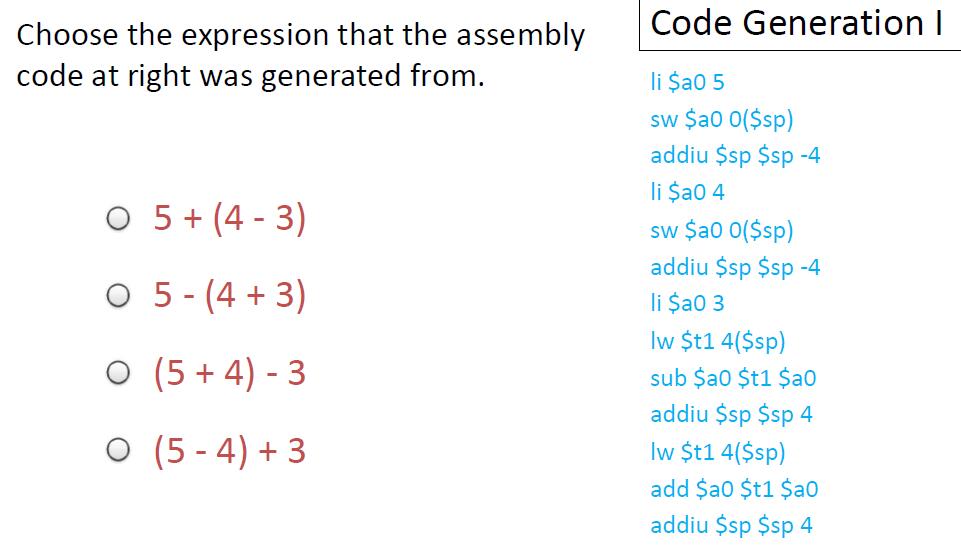 Choose the expression that the assembly
code at right was generated from.
5 + (4 - 3)
5 - (4 + 3)
(5 + 4) - 3
(5 - 4) + 3
Code Generation I
li $a0 5
sw $a0 0($sp)
addiu $sp $sp -4
li $a0 4
sw $a0 0($sp)
addiu $sp $sp -4
li $a0 3
lw $t1 4($sp)
sub $a0 $t1 $a0
addiu $sp $sp 4
lw $t1 4($sp)
add $a0 $t1 $a0
addiu $sp $sp 4